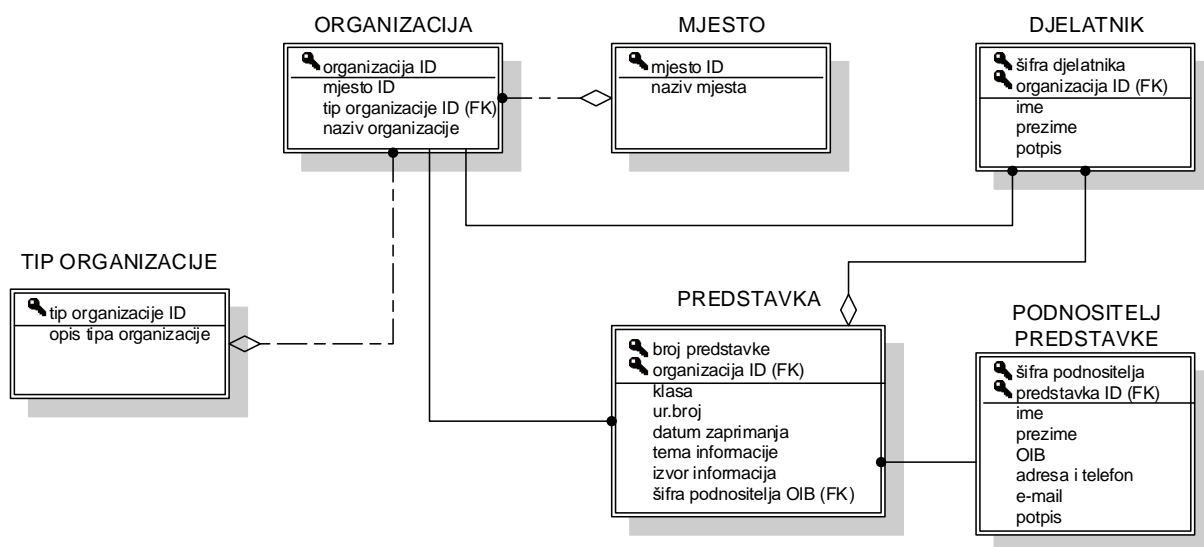 ORGANIZACIJA
organizacija ID
mjesto ID
tip organizacije ID (FK)
naziv organizacije
MJESTO
mjesto ID
naziv mjesta
DJELATNIK
šifra djelatnika
organizacija ID (FK)
ime
prezime
potpis
TIP ORGANIZACIJE
tip organizacije ID
opis tipa organizacije
PREDSTAVKA
broj predstavke
organizacija ID (FK)
klasa
ur.broj
datum zaprimanja
tema informacije
izvor informacija
šifra podnositelja OIB (FK)
PODNOSITELJ
PREDSTAVKE
šifra podnositelja
predstavka ID (FK)
ime
prezime
OIB
adresa i telefon
e-mail
potpis